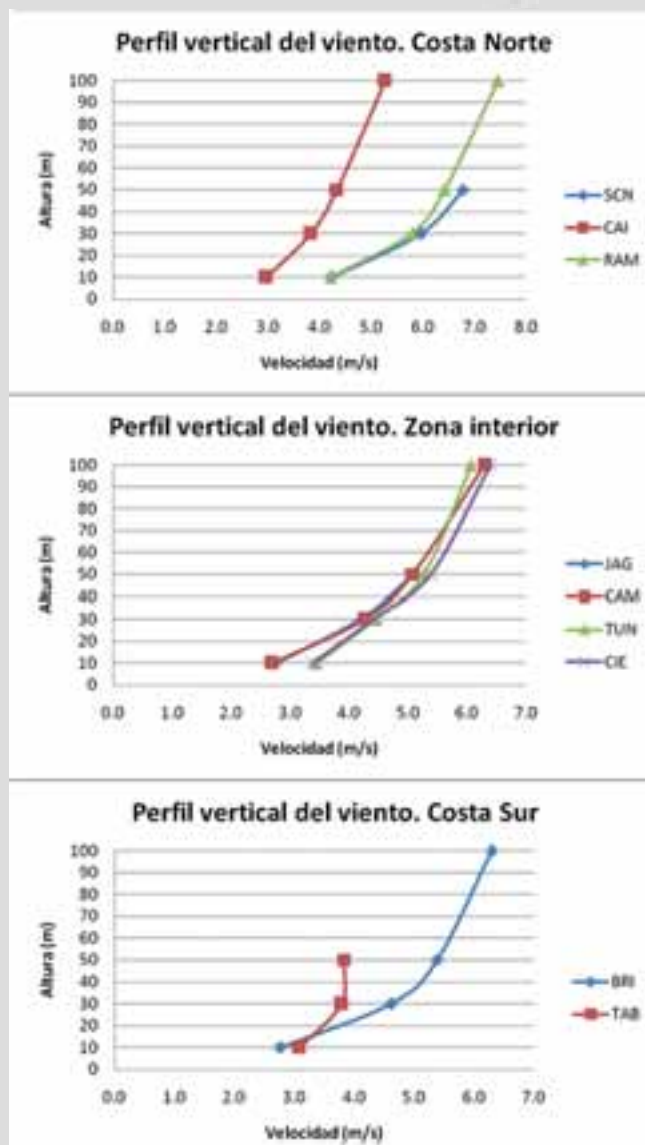 Perfil vertical del viento. Costa Norte
Altura (m)
100
90
80
70
60
50
40
30
20
10
0
0.0 1.0 2.0 3.0 4.0 5.0 6.0 7.0 8.0
Velocidad (m/s)
SCN
CAI
RAM
Perfil vertical del viento. Zona interior
Altura (m)
100
90
80
70
60
50
40
30
20
10
0
0.0 1.0 2.0 3.0 4.0 5.0 6.0 7.0
Velocidad (m/s)
JAG
CAM
TUN
CIE
Perfil vertical del viento. Costa Sur
Altura (m)
100
90
80
70
60
50
40
30
20
10
0
0.0 1.0 2.0 3.0 4.0 5.0 6.0 7.0
Velocidad (m/s)
BRI
TAB